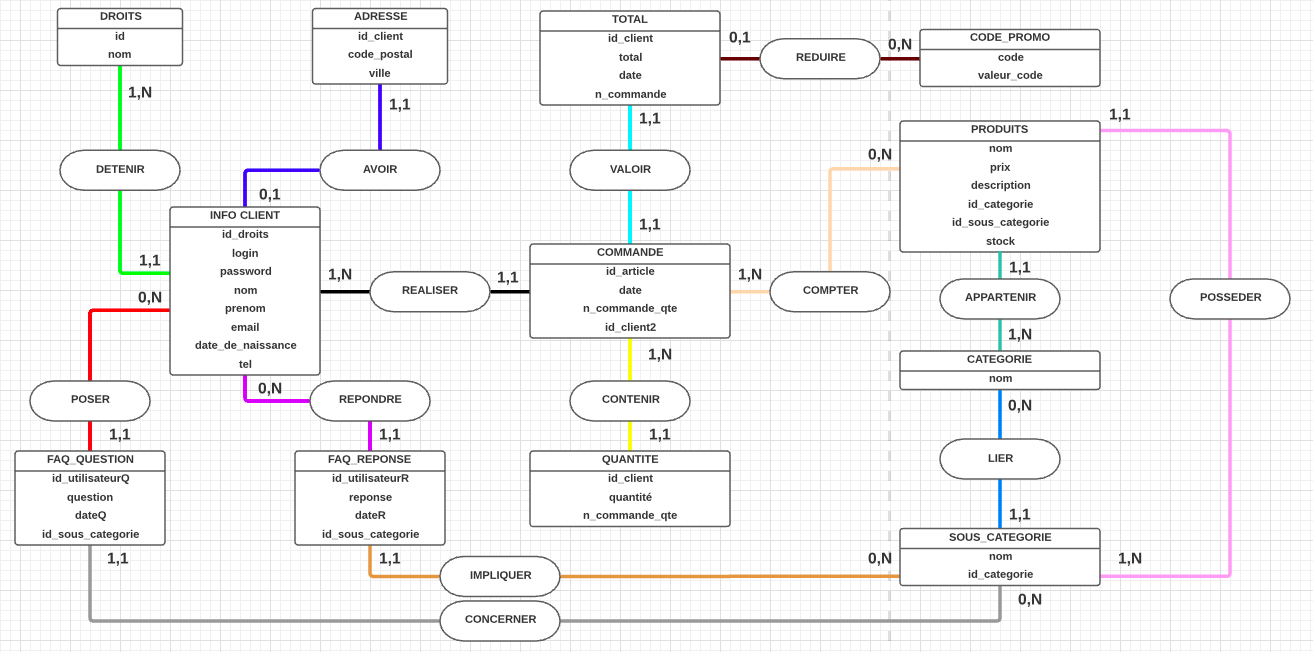 DROITS
id
nom
1,N
DETENIR
1,1
ADRESSE
id_client
code_postal
ville
1,1
AVOIR
0,1
TOTAL
id_client
total
date
n_commande
0,1
REDUIRE
0,N
CODE_PROMO
code
valeur_code
1,1
VALOIR
1,1
PRODUITS
nom
prix
description
id_categorie
id_sous_categorie
stock
1,1
0,N
INFO CLIENT
id_droits
login
password
nom
prenom
email
date_de_naissance
tel
1,N
REALISER
1,1
COMMANDE
id_article
date
n_commande_qte
id_client2
1,N
COMPTER
1,1
APPARTENIR
1,N
POSSEDER
0,N
POSER
1,1
0,N
REPONDRE
1,1
1,N
CONTENIR
1,1
CATEGORIE
nom
0,N
LIER
1,1
FAQ_QUESTION
id_utilisateurQ
question
dateQ
id_sous_categorie
1,1
FAQ_REPONSE
id_utilisateurR
reponse
dateR
id_sous_categorie
1,1
QUANTITE
id_client
quantité
n_commande_qte
SOUS_CATEGORIE
nom
id_categorie
1,N
IMPLIQUER
0,N
CONCERNER
0,N